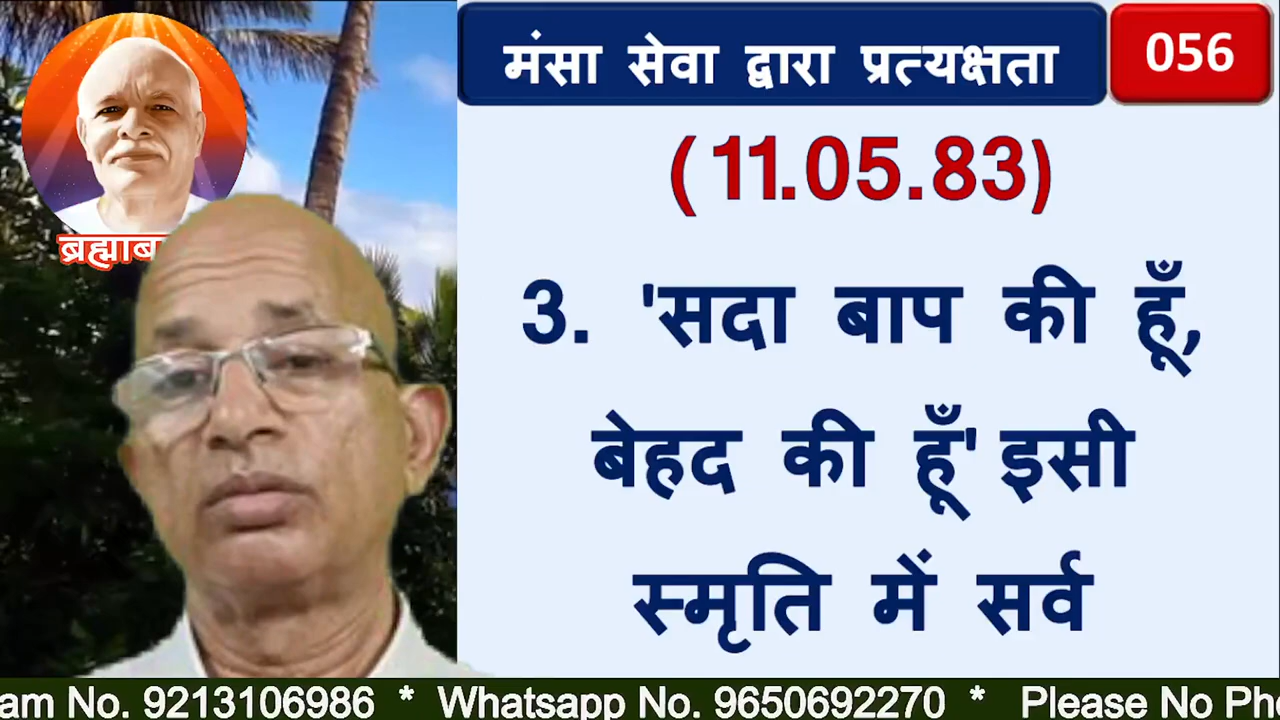 मंसा सेवा द्वारा प्रत्यक्षता
056
ब्रह्माब
(11.05.83)
3. 'सदा बाप की हूँ,
बेहद की हूँ' इसी
स्मृति में सर्व
am No. 9213106986 * Whatsapp No. 9650692270 * Please No Ph